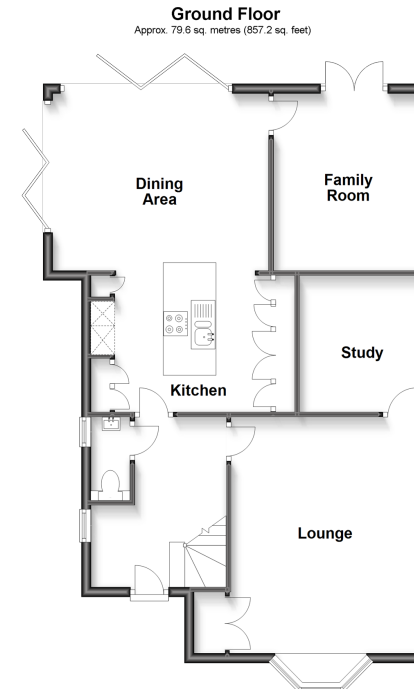 Ground Floor
Approx. 79.6 sq. metres (857.2 sq. feet)
Dining
Area
Family
Room
Study
Kitchen
Lounge